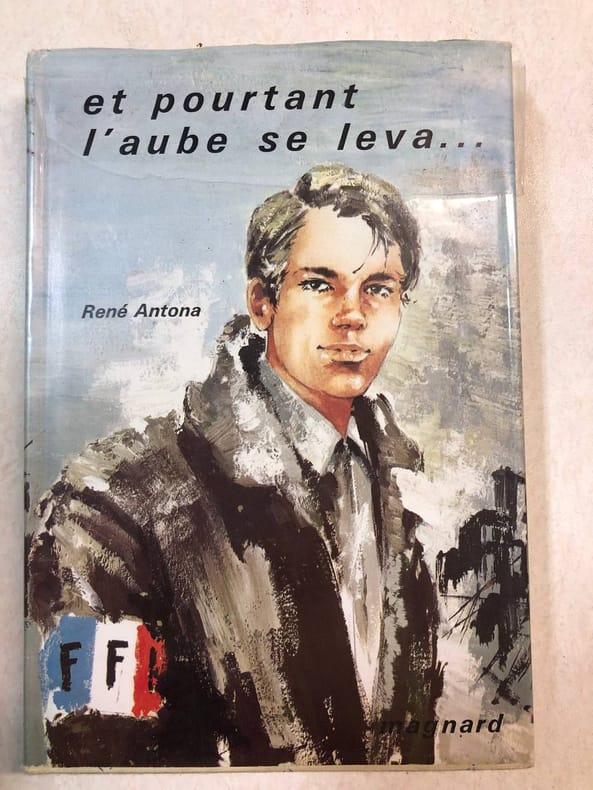 et pourtant
l'aube se leva...
René Antona
FFI
magnard